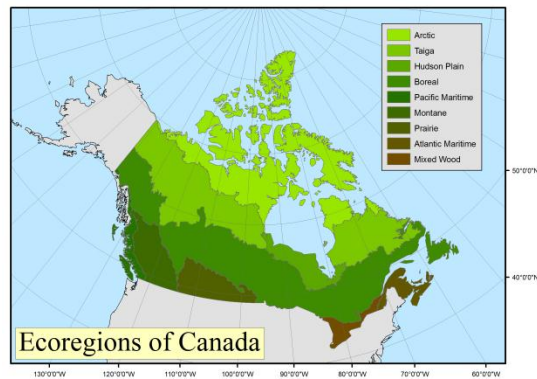 Arctic
Taiga
Hudson Plain
Boreal
Pacific Maritime
Montane
Prairie
Atlantic Maritime
Mixed Wood
50°0'0"N
40°0'0"N
Ecoregions of Canada
130°0'0"W 120°0'0"W 110°0'0"W 100°0'0"W 90°0'0"W 80°0'0"W 70°0'0"W 60°0'0"W